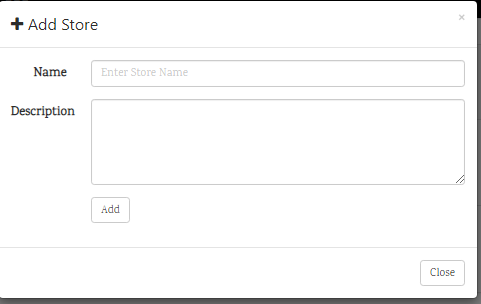 × 
+ Add Store
Name
Enter Store Name
Description
Add
Close